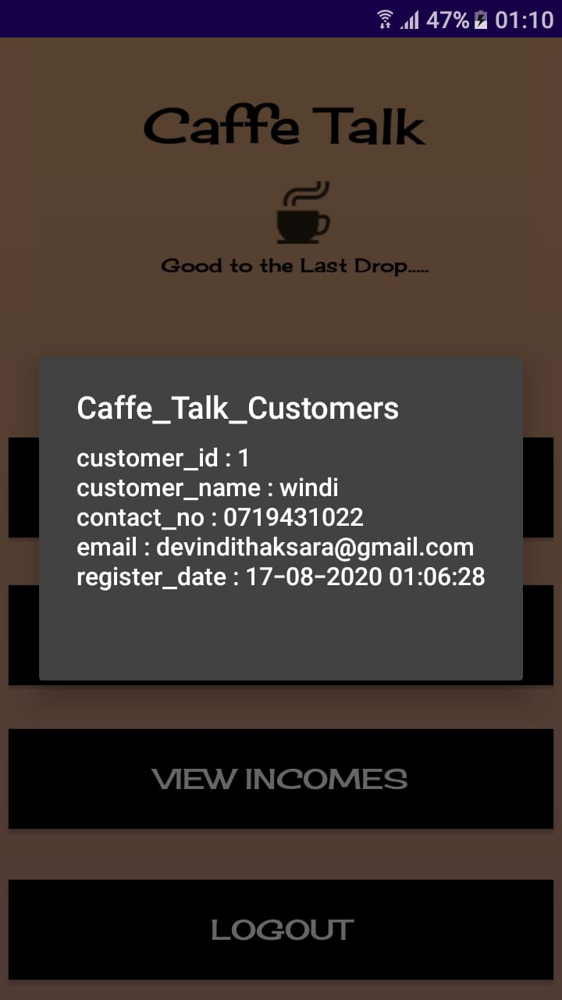 47% 01:10
Caffe Talk
Good to the Last Drop.....
Caffe_Talk_Customers
customer_id : 1
customer_name : windi
contact_no : 0719431022
email : devindithaksara@gmail.com
register_date : 17-08-2020 01:06:28
VIEW INCOMES
LOGOUT